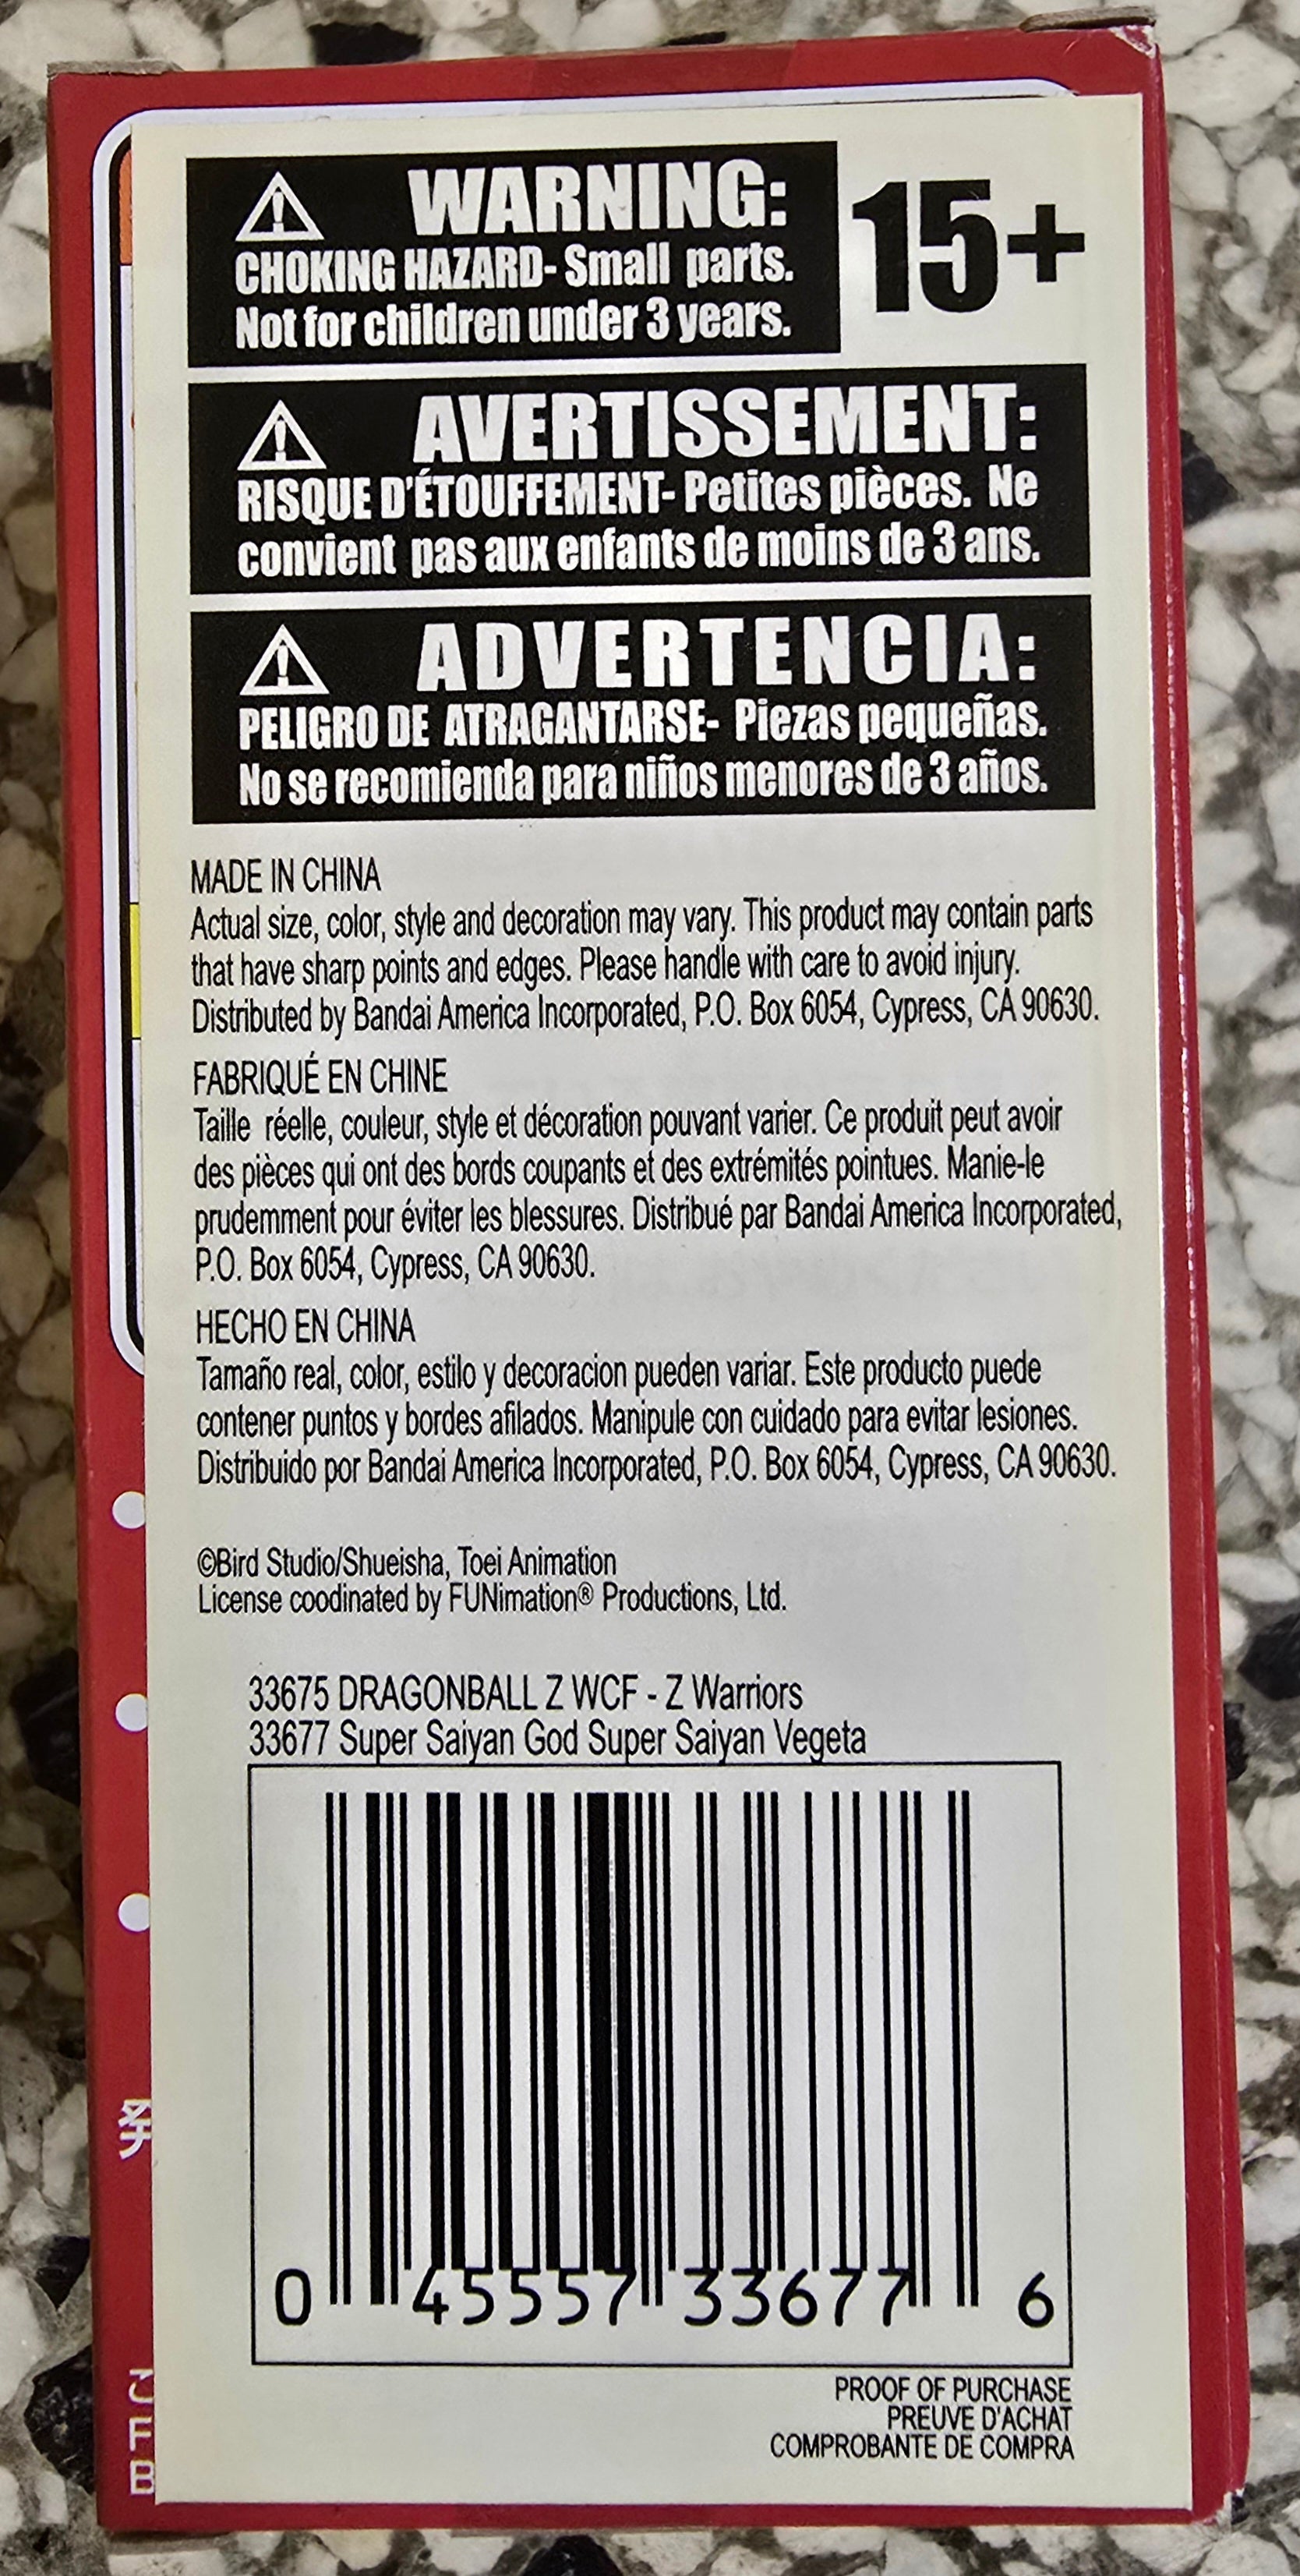 WARNING:
15+
CHOKING HAZARD- Small parts.
Not for children under 3 years.
AVERTISSEMENT:
RISQUE D'ÉTOUFFEMENT- Petites pièces. Ne
convient pas aux enfants de moins de 3 ans.
ADVERTENCIA:
PELIGRO DE ATRAGANTARSE- Piezas pequeñas.
No se recomienda para niños menores de 3 años.
MADE IN CHINA
Actual size, color, style and decoration may vary. This product may contain parts
that have sharp points and edges. Please handle with care to avoid injury.
Distributed by Bandai America Incorporated, P.O. Box 6054, Cypress, CA 90630.
FABRIQUÉ EN CHINE
Taille réelle, couleur, style et décoration pouvant varier. Ce produit peut avoir
des pièces qui ont des bords coupants et des extrémités pointues. Manie-le
prudemment pour éviter les blessures. Distribué par Bandai America Incorporated,
P.O. Box 6054, Cypress, CA 90630.
HECHO EN CHINA
Tamaño real, color, estilo y decoracion pueden variar. Este producto puede
contener puntos y bordes afilados. Manipule con cuidado para evitar lesiones.
Distribuido por Bandai America Incorporated, P.O. Box 6054, Cypress, CA 90630.
©Bird Studio/Shueisha, Toei Animation
License coodinated by FUNimation® Productions, Ltd.
33675 DRAGONBALL Z WCF - Z Warriors
33677 Super Saiyan God Super Saiyan Vegeta
0 45557 33677 6
PROOF OF PURCHASE
PREUVE D'ACHAT
COMPROBANTE DE COMPRA